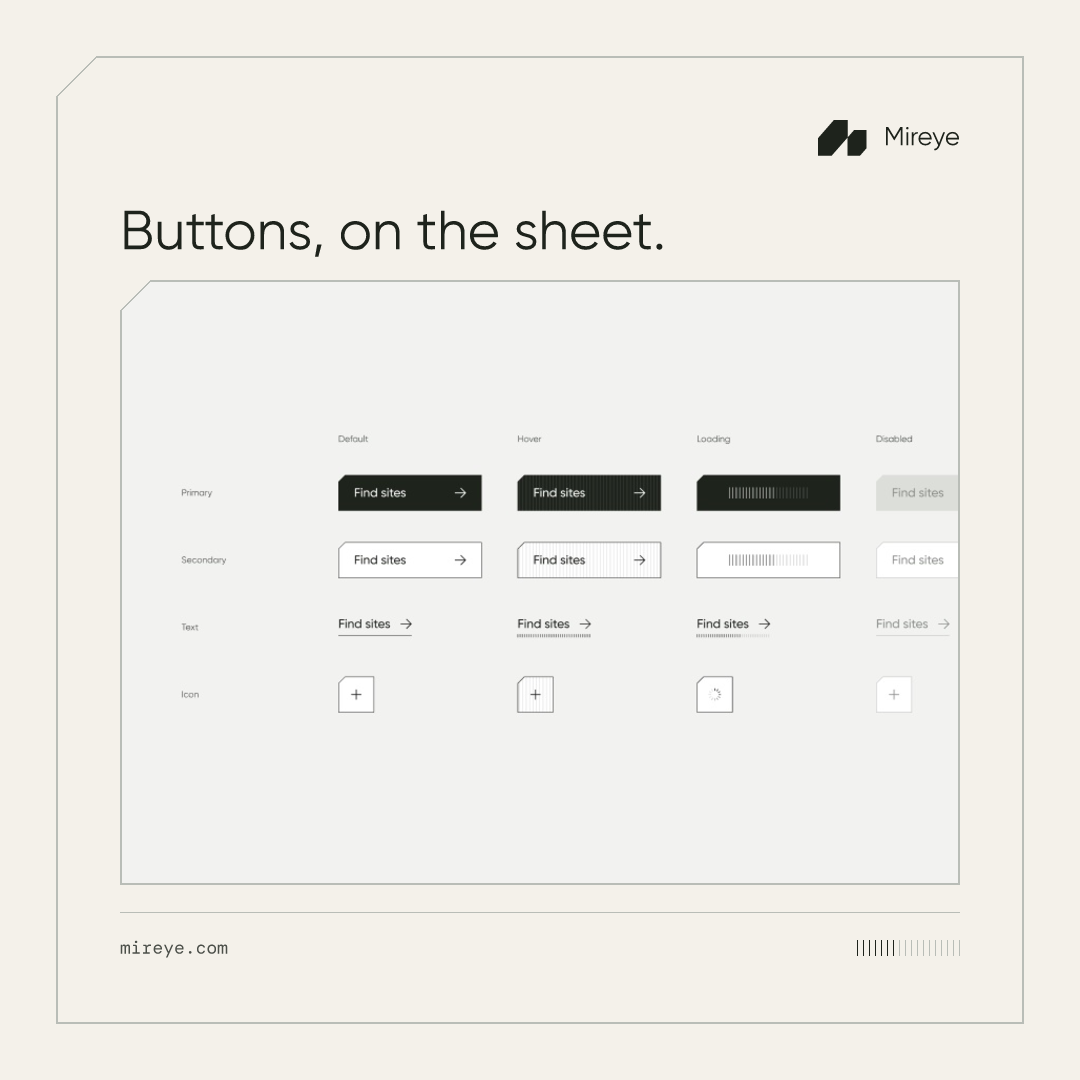 Mireye
Buttons, on the sheet.
Default Hover Loading Disabled
Primary Find sites Find sites Find sites
Secondary Find sites Find sites Find sites
Text Find sites Find sites Find sites Find sites
Icon
mireye.com